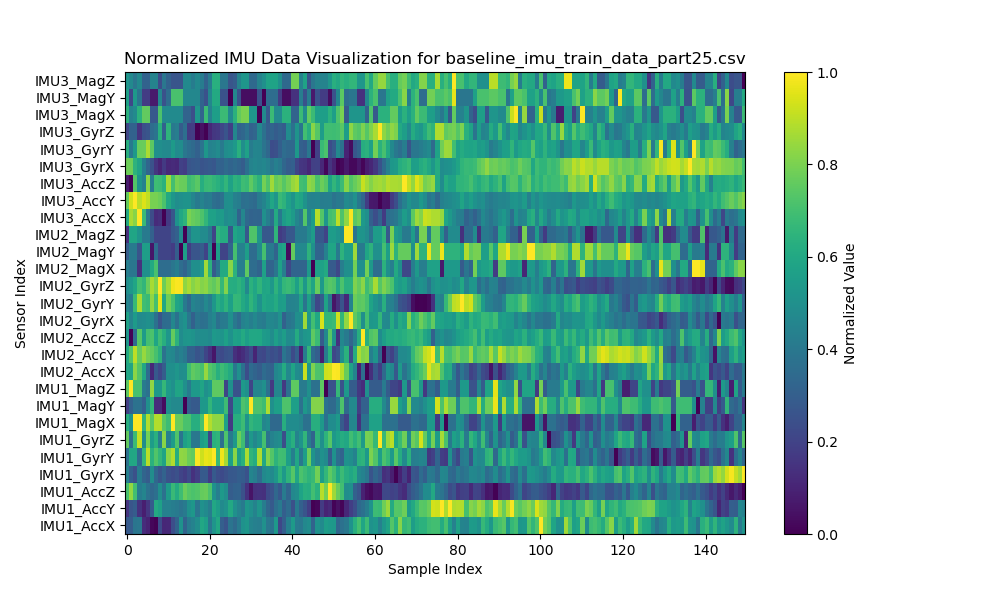 Normalized IMU Data Visualization for baseline_imu_train_data_part25.csv
IMU3_MagZ
IMU3_MagY
IMU3_MagX
IMU3_GyrZ
IMU3_GyrY
IMU3_GyrX
IMU3_AccZ
IMU3_AccY
IMU3_AccX
IMU2_MagZ
IMU2_MagY
IMU2_MagX
IMU2_GyrZ
IMU2_GyrY
IMU2_GyrX
IMU2_AccZ
IMU2_AccY
IMU2_AccX
IMU1_MagZ
IMU1_MagY
IMU1_MagX
IMU1_GyrZ
IMU1_GyrY
IMU1_GyrX
IMU1_AccZ
IMU1_AccY
IMU1_AccX
Sensor Index
0 20 40 60 80 100 120 140
Sample Index
1.0
0.8
0.6
0.4
0.2
0.0
Normalized Value